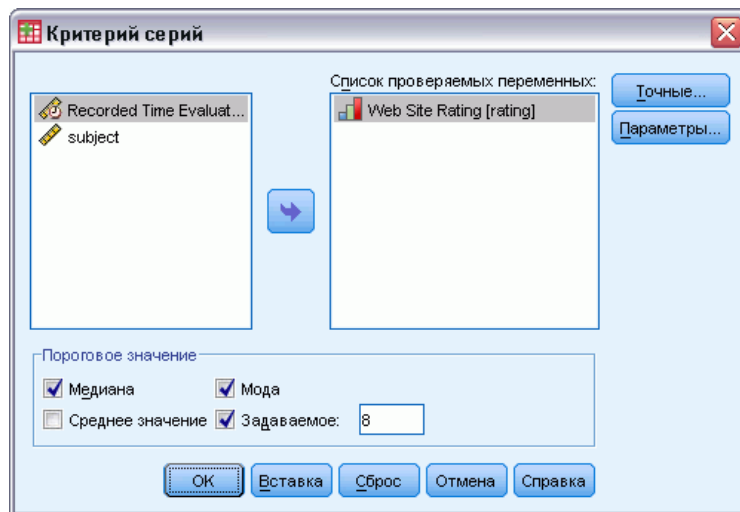 Критерий серий
Список проверяемых переменных:
Recorded Time Evaluat...
subject
Web Site Rating [rating]
Точные...
Параметры...
Пороговое значение
Медиана
Мода
Среднее значение
Задаваемое:
8
OK
Вставка
Сброс
Отмена
Справка